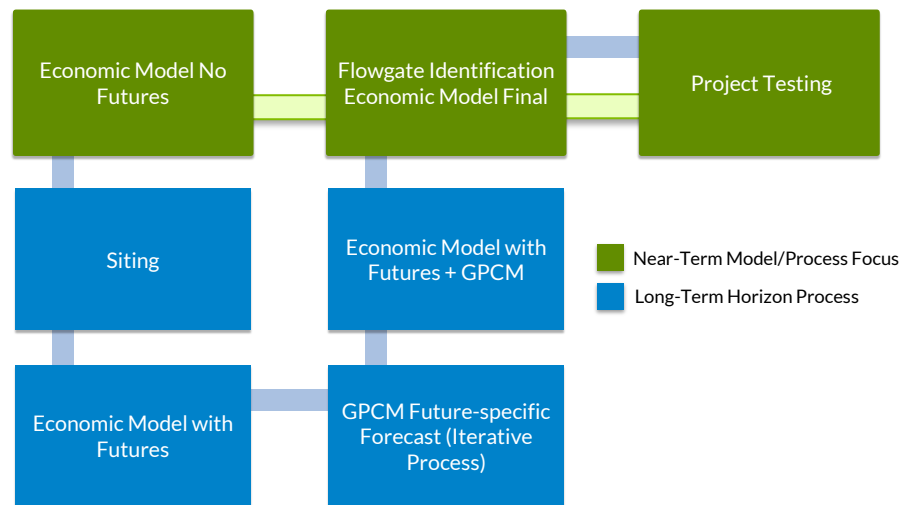 Economic Model No
Futures
Flowgate Identification
Economic Model Final
Project Testing
Siting
Economic Model with
Futures + GPCM
Near-Term Model/Process Focus
Long-Term Horizon Process
Economic Model with
Futures
GPCM Future-specific
Forecast (Iterative
Process)